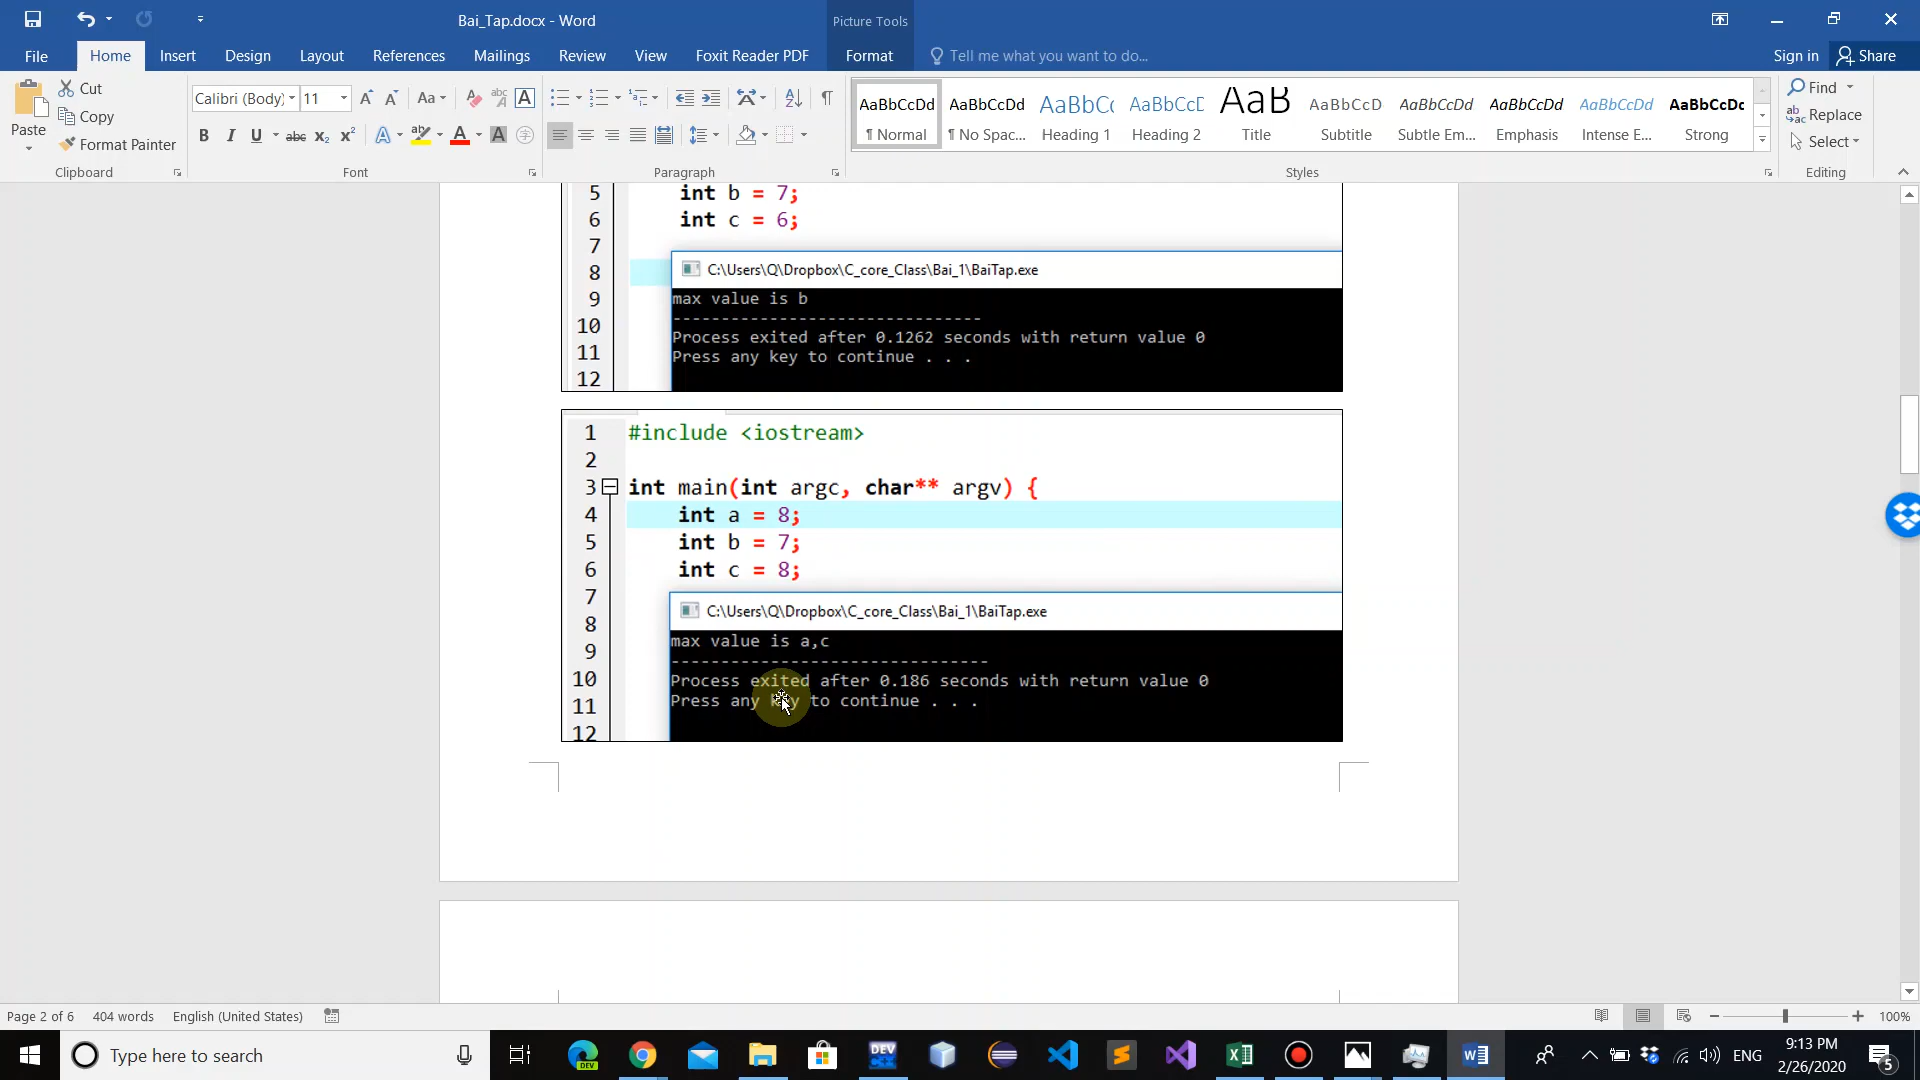 Bai_Tap.docx - Word
Picture Tools
File
Home
Insert
Design
Layout
References
Mailings
Review
View
Foxit Reader PDF
Format
Tell me what you want to do...
Sign in
Share
Paste
Cut
Copy
Format Painter
Clipboard
Calibri (Body)
11
Font
Paragraph
AaBbCcDd
¶ Normal
AaBbCcDd
¶ No Spac...
AaBbCc
Heading 1
AaBbCcD
Heading 2
AaB
Title
AaBbCcD
Subtitle
AaBbCcDd
Subtle Em...
AaBbCcDd
Emphasis
AaBbCcDd
Intense E...
AaBbCcDc
Strong
Styles
Find
Replace
Select
Editing
5 int b = 7;
6 int c = 6;
7
8
9
10
11
12
C:\Users\Q\Dropbox\C_core_Class\Bai_1\BaiTap.exe
max value is b
--------------------------------
Process exited after 0.1262 seconds with return value 0
Press any key to continue . . .
1 #include <iostream>
2
3 int main(int argc, char** argv) {
4 int a = 8;
5 int b = 7;
6 int c = 8;
7
8
9
10
11
12
C:\Users\Q\Dropbox\C_core_Class\Bai_1\BaiTap.exe
max value is a,c
--------------------------------
Process exited after 0.186 seconds with return value 0
Press any key to continue . . .
Page 2 of 6
404 words
English (United States)
100%
Type here to search
DEV
DEV
ENG
9:13 PM
2/26/2020
5